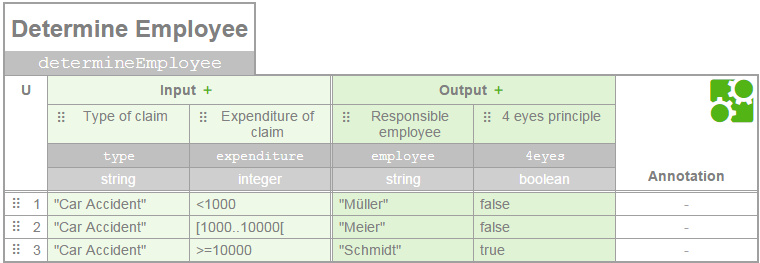 Determine Employee
determineEmployee
U Input + Output +
Type of claim Expenditure of claim Responsible employee 4 eyes principle Annotation
type expenditure employee 4eyes
string integer string boolean
1 "Car Accident" <1000 "Müller" false -
2 "Car Accident" [1000..10000[ "Meier" false -
3 "Car Accident" >=10000 "Schmidt" true -